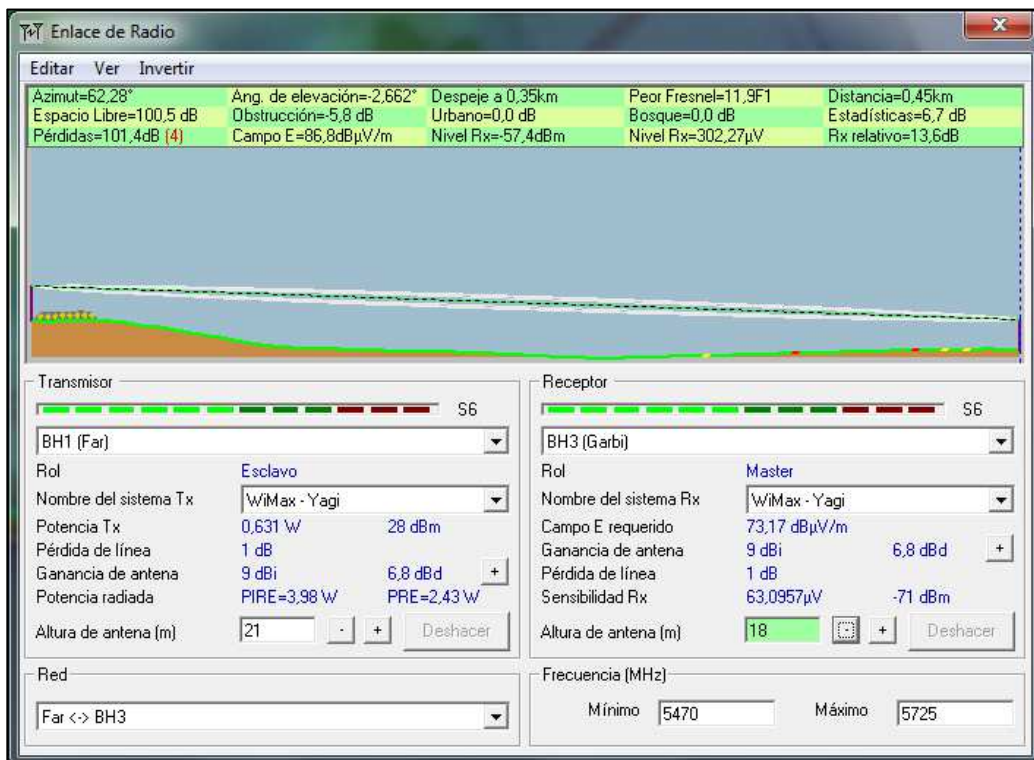 Enlace de Radio
Editar Ver Invertir
Azimut=62,28° Ang. de elevación=-2,662° Despeje a 0,35km Peor Fresnel=11,9F1 Distancia=0,45km
Espacio Libre=100,5 dB Obstrucción=-5,8 dB Urbano=0,0 dB Bosque=0,0 dB Estadísticas=6,7 dB
Pérdidas=101,4dB (4) Campo E=86,8dBµV/m Nivel Rx=-57,4dBm Nivel Rx=302,27µV Rx relativo=13,6dB
Transmisor
S6
BH1 (Far)
Rol Esclavo
Nombre del sistema Tx WiMax - Yagi
Potencia Tx 0,631 W 28 dBm
Pérdida de línea 1 dB
Ganancia de antena 9 dBi 6,8 dBd +
Potencia radiada PIRE=3,98 W PRE=2,43 W
Altura de antena (m) 21 - + Deshacer
Red
Far <-> BH3
Receptor
S6
BH3 (Garbi)
Rol Master
Nombre del sistema Rx WiMax - Yagi
Campo E requerido 73,17 dBµV/m
Ganancia de antena 9 dBi 6,8 dBd +
Pérdida de línea 1 dB
Sensibilidad Rx 63,0957µV -71 dBm
Altura de antena (m) 18 - + Deshacer
Frecuencia (MHz)
Mínimo 5470 Máximo 5725